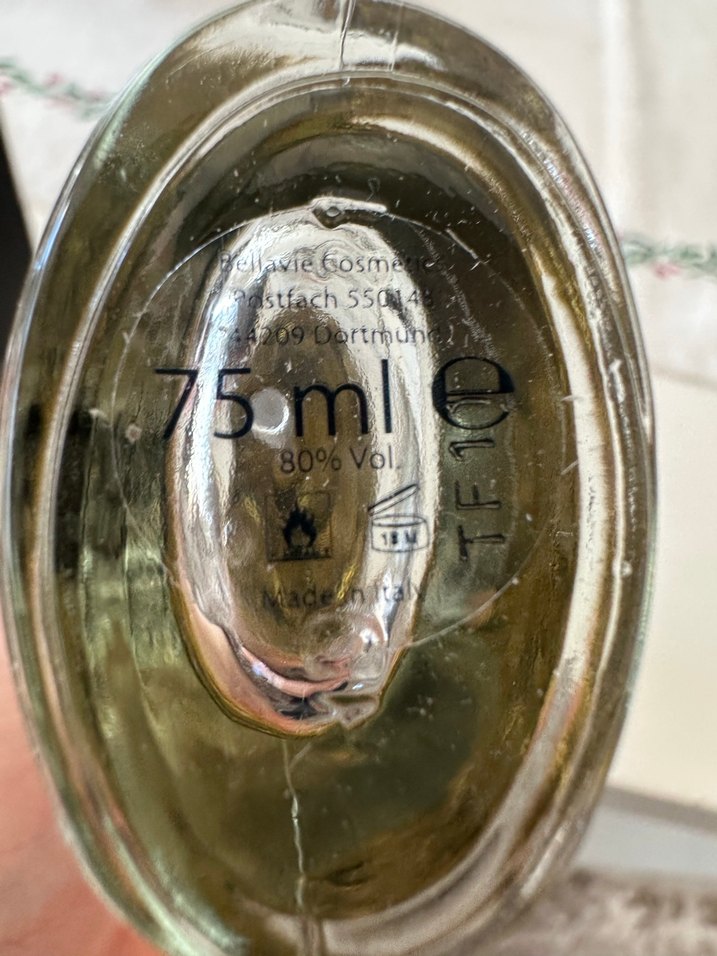 Bellavie Cosmetic
Postfach 550148
44209 Dortmund
75 ml e
80% Vol.
18 M
Made in Italy
TF 10